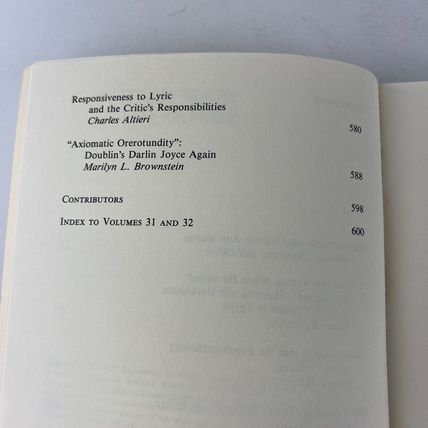 Responsiveness to Lyric
and the Critic's Responsibilities
Charles Altieri
580
"Axiomatic Orerotundity":
Doublin's Darlin Joyce Again
Marilyn L. Brownstein
588
CONTRIBUTORS
598
INDEX TO VOLUMES 31 AND 32
600